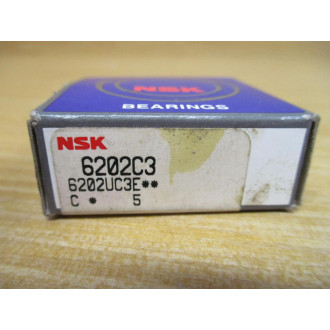 NSK
BEARINGS
NSK
6202C3
6202UC3E**
C * 5